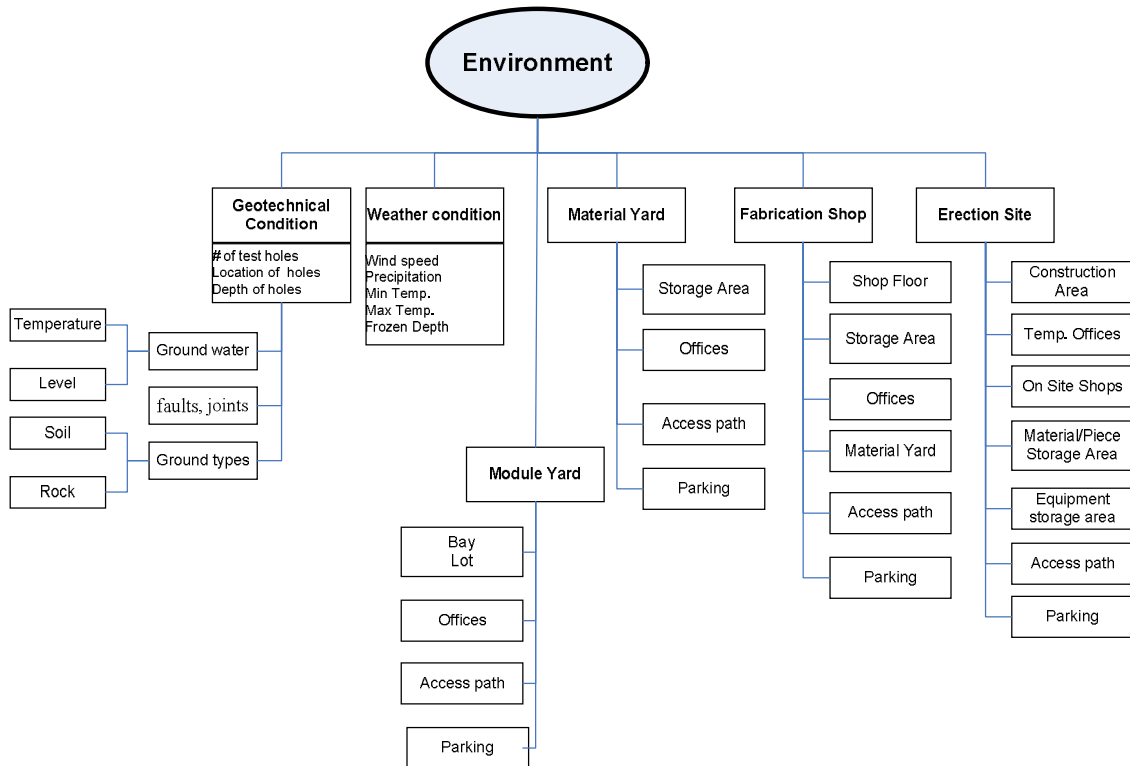 Environment
Geotechnical
Condition
# of test holes
Location of holes
Depth of holes
Temperature
Level
Soil
Rock
Ground water
faults, joints
Ground types
Weather condition
Wind speed
Precipitation
Min Temp.
Max Temp.
Frozen Depth
Module Yard
Bay
Lot
Offices
Access path
Parking
Material Yard
Storage Area
Offices
Access path
Parking
Fabrication Shop
Shop Floor
Storage Area
Offices
Material Yard
Access path
Parking
Erection Site
Construction
Area
Temp. Offices
On Site Shops
Material/Piece
Storage Area
Equipment
storage area
Access path
Parking